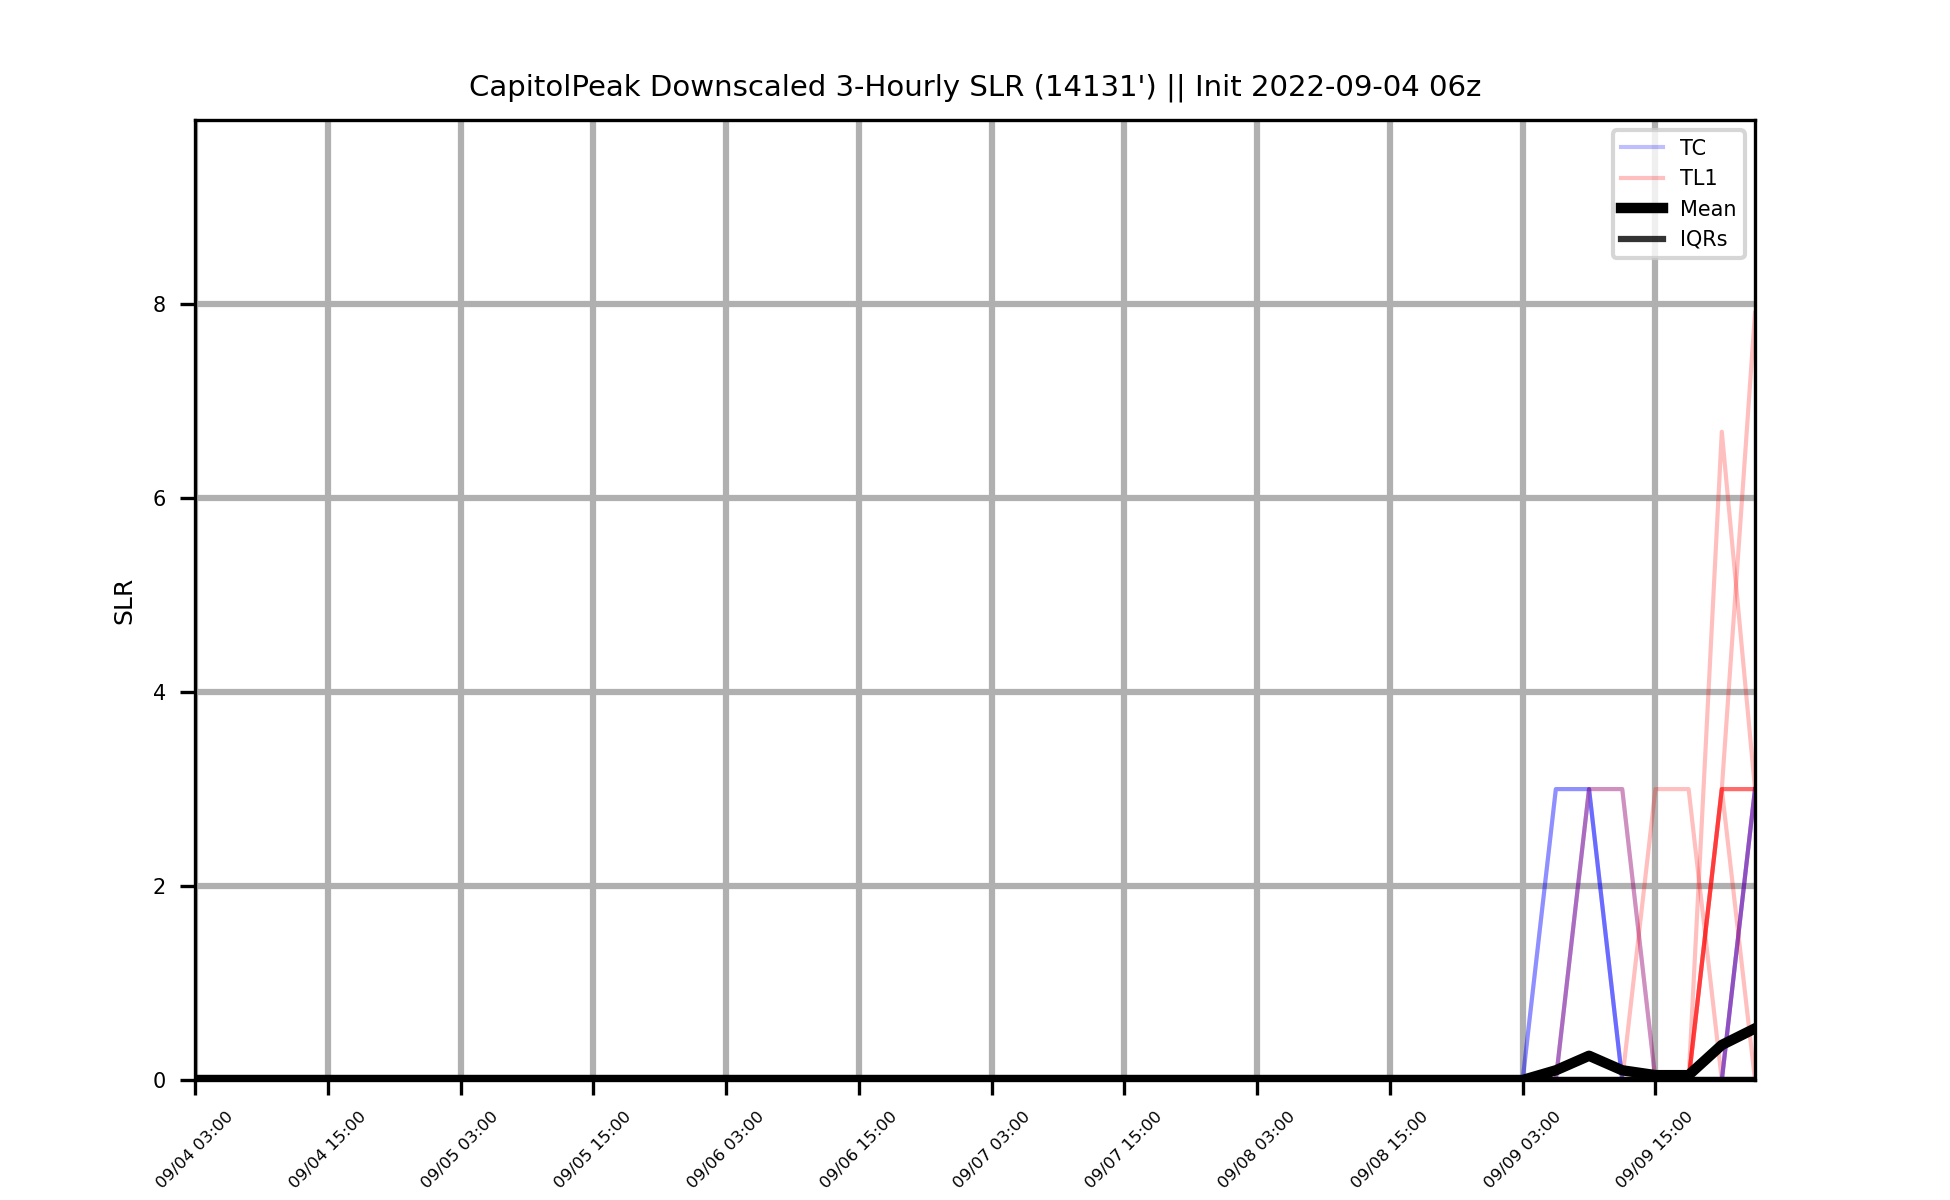 CapitolPeak Downscaled 3-Hourly SLR (14131') || Init 2022-09-04 06z
TC
TL1
Mean
IQRs
SLR
8
6
4
2
0
09/04 03:00
09/04 15:00
09/05 03:00
09/05 15:00
09/06 03:00
09/06 15:00
09/07 03:00
09/07 15:00
09/08 03:00
09/08 15:00
09/09 03:00
09/09 15:00